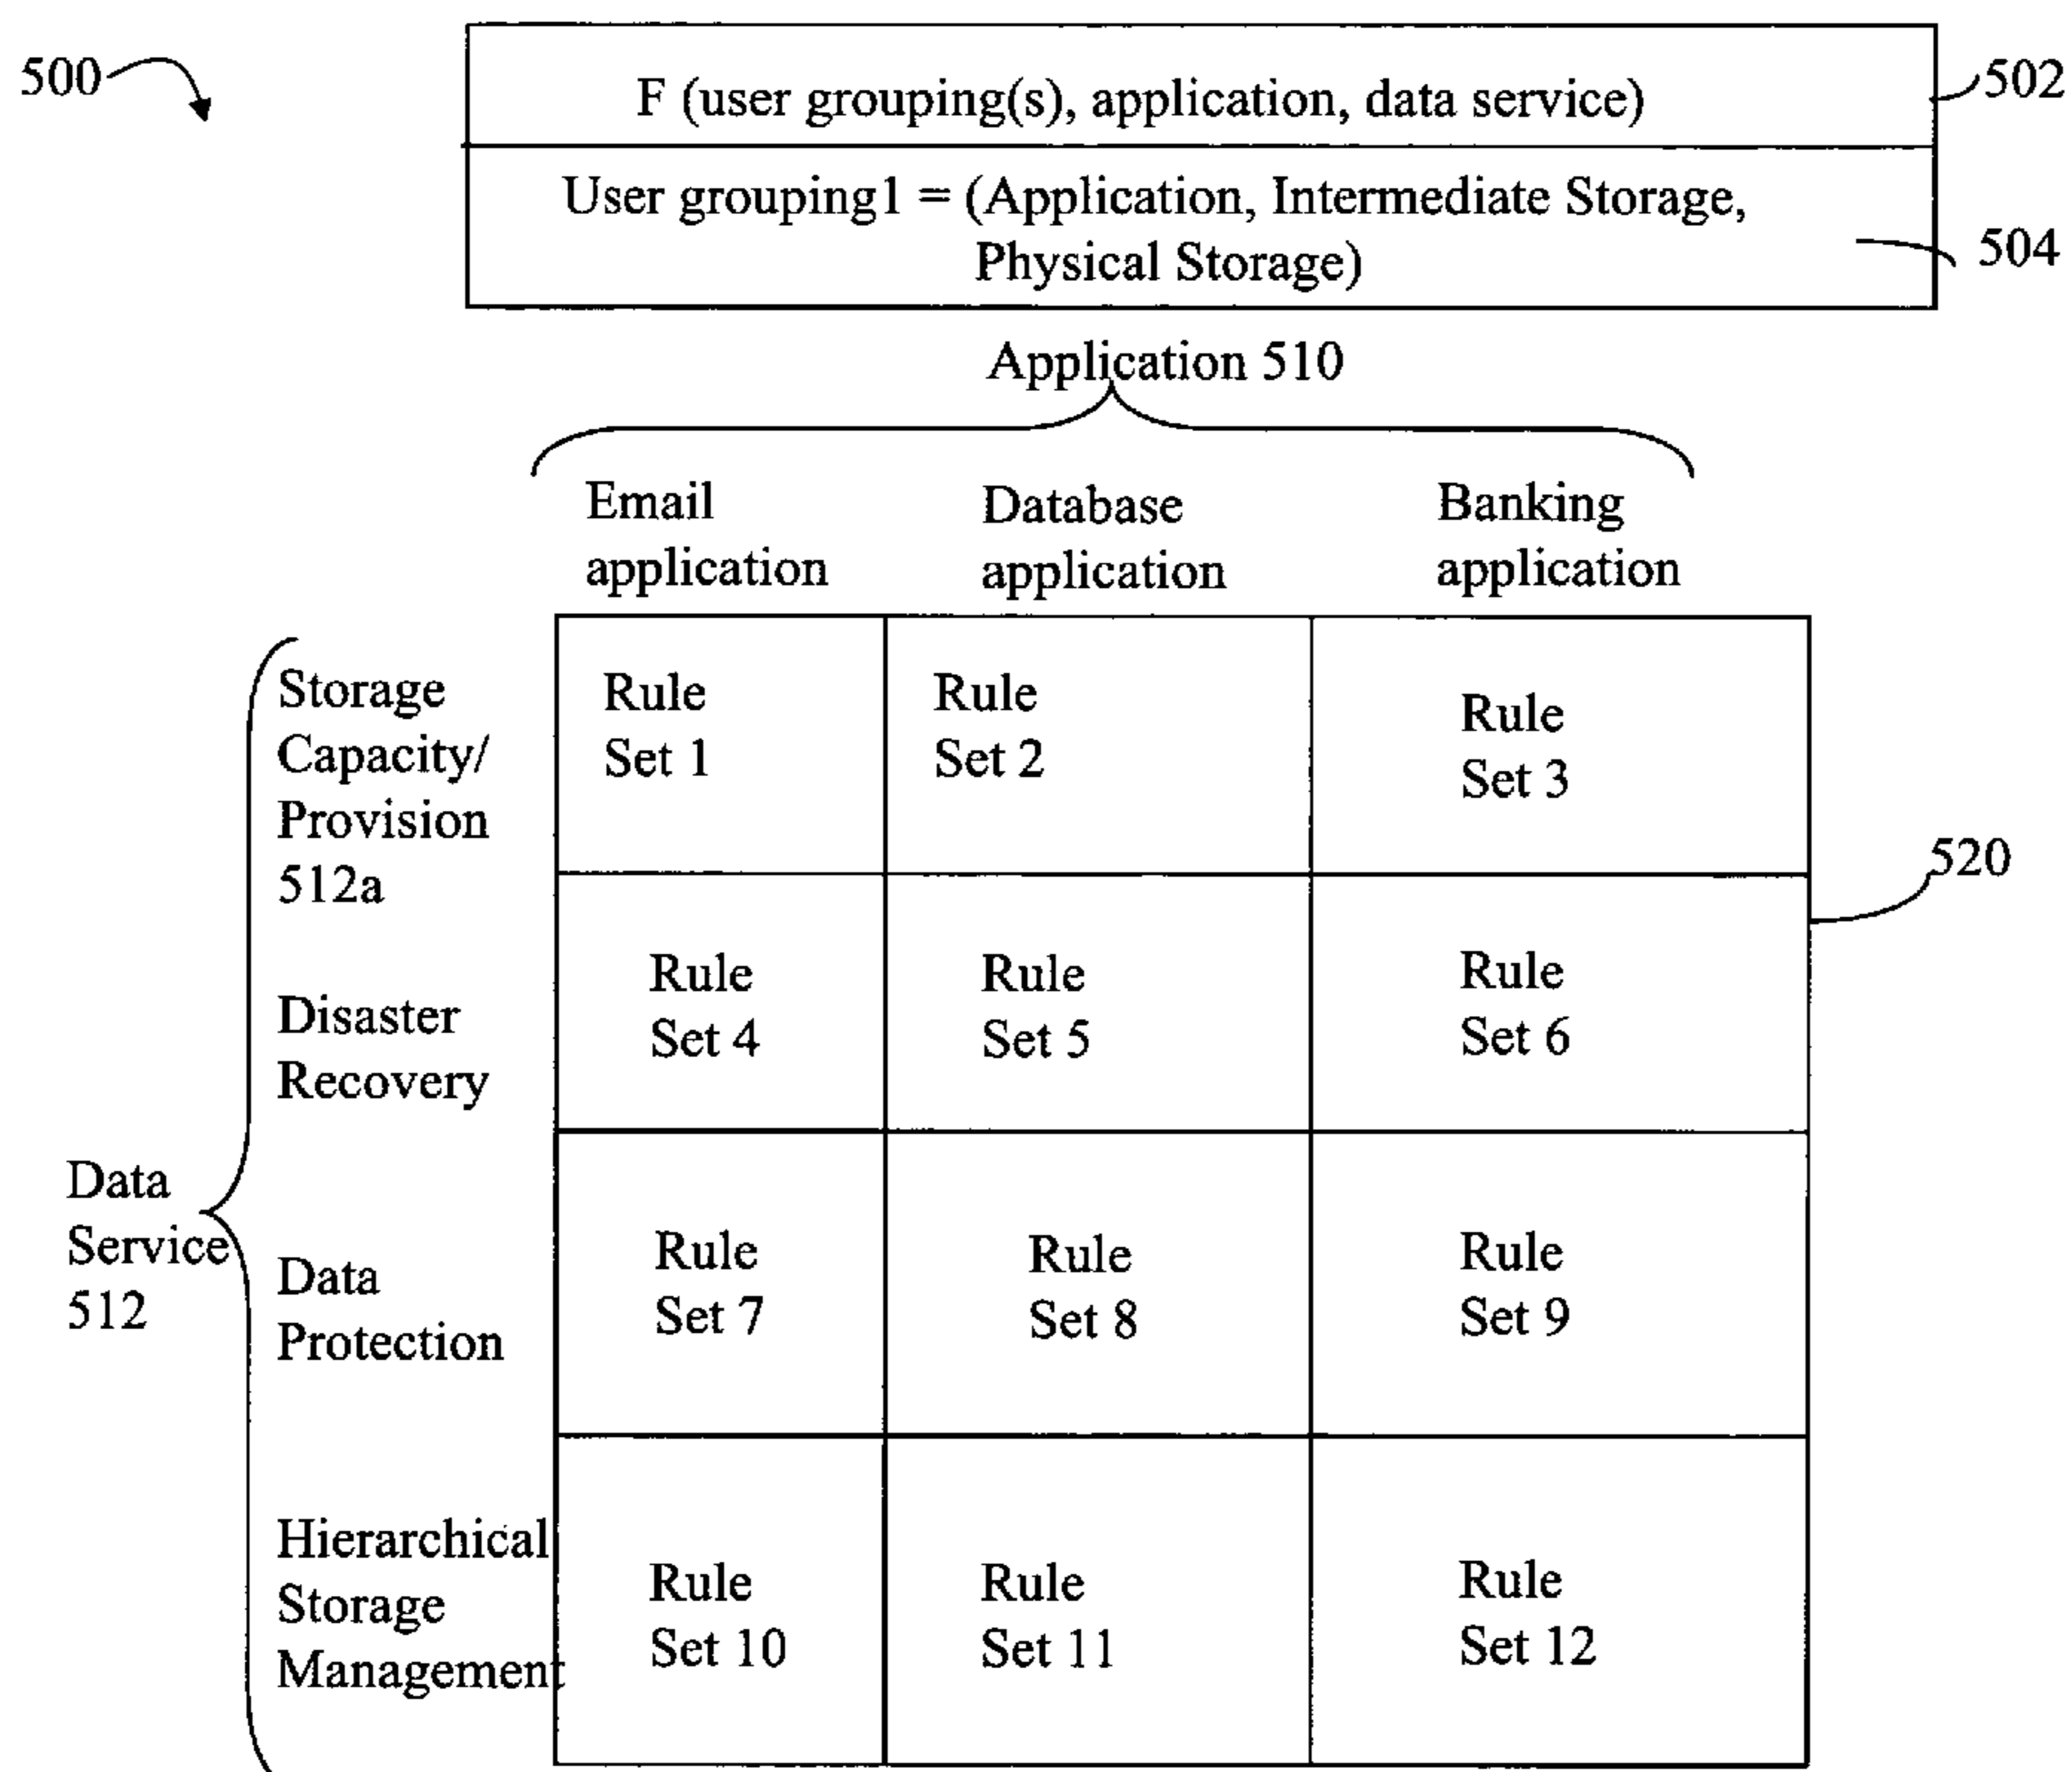 500
F (user grouping(s), application, data service)
502
User grouping1 = (Application, Intermediate Storage,
Physical Storage)
504
Application 510
Email
application
Database
application
Banking
application
Storage
Capacity/
Provision
512a
Rule
Set 1
Rule
Set 2
Rule
Set 3
520
Disaster
Recovery
Rule
Set 4
Rule
Set 5
Rule
Set 6
Data
Service
512
Data
Protection
Rule
Set 7
Rule
Set 8
Rule
Set 9
Hierarchical
Storage
Management
Rule
Set 10
Rule
Set 11
Rule
Set 12